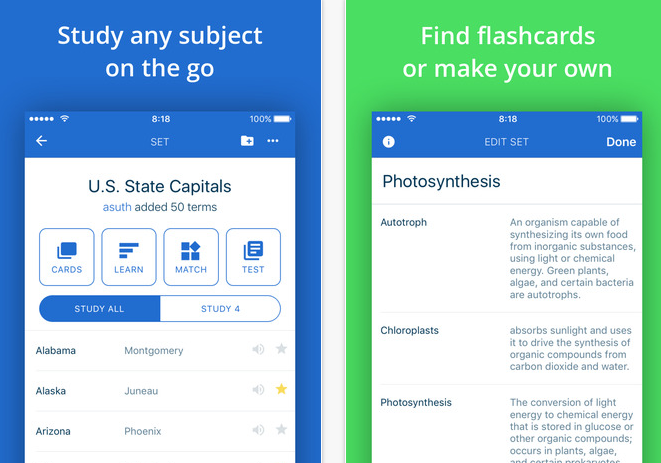 Study any subject
on the go
8:18
100%
SET
U.S. State Capitals
asuth added 50 terms
CARDS
LEARN
MATCH
TEST
STUDY ALL
STUDY 4
Alabama Montgomery
Alaska Juneau
Arizona Phoenix
Find flashcards
or make your own
8:18
100%
EDIT SET
Done
Photosynthesis
Autotroph
An organism capable of
synthesizing its own food
from inorganic substances,
using light or chemical
energy. Green plants,
algae, and certain bacteria
are autotrophs.
Chloroplasts
absorbs sunlight and uses
it to drive the synthesis of
organic compounds from
carbon dioxide and water.
Photosynthesis
The conversion of light
energy to chemical energy
that is stored in glucose or
other organic compounds;
occurs in plants, algae,
and certain prokaryotes